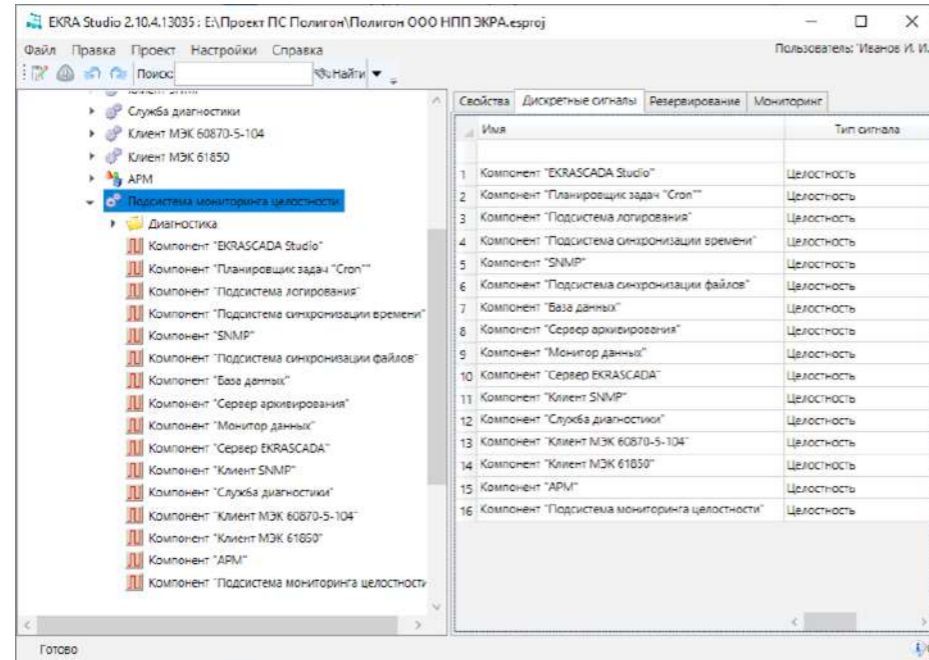 EKRA Studio 2.10.4.13035 : E:\Проект ПС Полигон\Полигон ООО НПП ЭКРА.esproj
Файл Правка Проект Настройки Справка
Пользователь: "Иванов И. И.
Поиск: Найти
Служба диагностики
Клиент МЭК 60870-5-104
Клиент МЭК 61850
АРМ
Подсистема мониторинга целостности
Диагностика
Компонент "EKRASCADA Studio"
Компонент "Планировщик задач "Cron""
Компонент "Подсистема логирования"
Компонент "Подсистема синхронизации времени"
Компонент "SNMP"
Компонент "Подсистема синхронизации файлов"
Компонент "База данных"
Компонент "Сервер архивирования"
Компонент "Монитор данных"
Компонент "Сервер EKRASCADA"
Компонент "Клиент SNMP"
Компонент "Служба диагностики"
Компонент "Клиент МЭК 60870-5-104"
Компонент "Клиент МЭК 61850"
Компонент "АРМ"
Компонент "Подсистема мониторинга целостности
Свойства Дискретные сигналы Резервирование Мониторинг
Имя Тип сигнала
1 Компонент "EKRASCADA Studio" Целостность
2 Компонент "Планировщик задач "Cron"" Целостность
3 Компонент "Подсистема логирования" Целостность
4 Компонент "Подсистема синхронизации времени" Целостность
5 Компонент "SNMP" Целостность
6 Компонент "Подсистема синхронизации файлов" Целостность
7 Компонент "База данных" Целостность
8 Компонент "Сервер архивирования" Целостность
9 Компонент "Монитор данных" Целостность
10 Компонент "Сервер EKRASCADA" Целостность
11 Компонент "Клиент SNMP" Целостность
12 Компонент "Служба диагностики" Целостность
13 Компонент "Клиент МЭК 60870-5-104" Целостность
14 Компонент "Клиент МЭК 61850" Целостность
15 Компонент "АРМ" Целостность
16 Компонент "Подсистема мониторинга целостности" Целостность
Готово